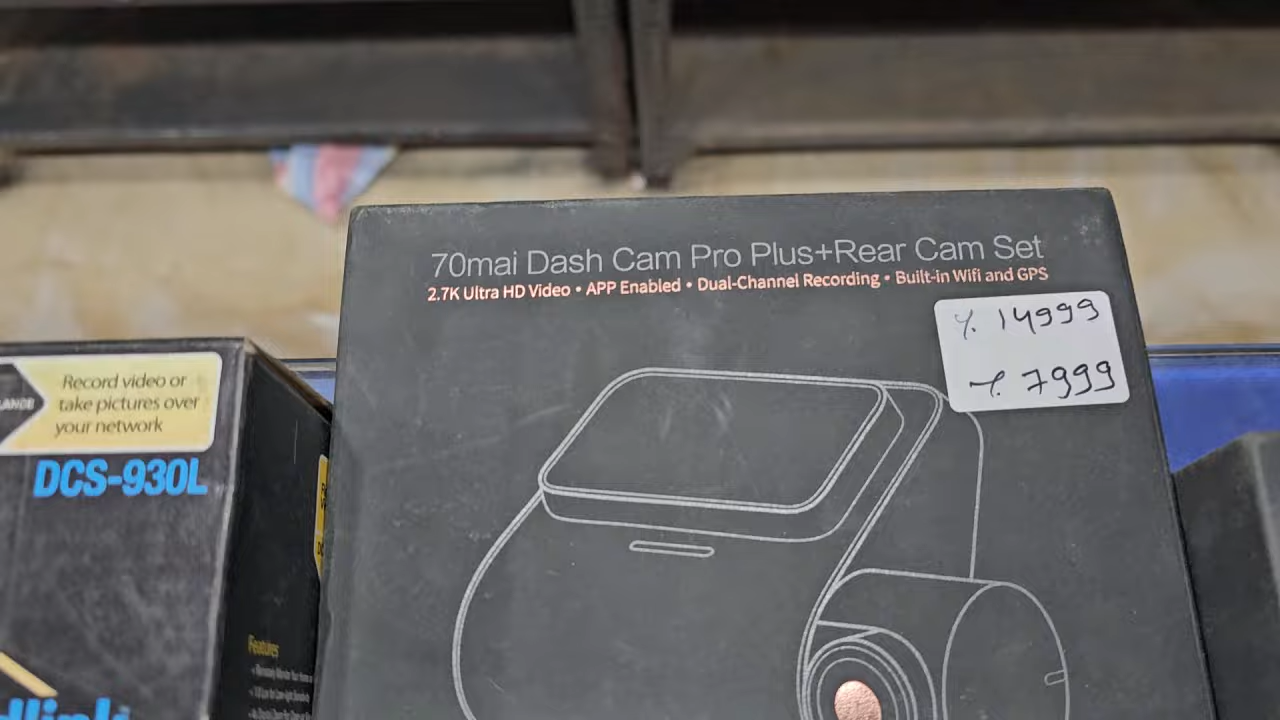 70mai Dash Cam Pro Plus+Rear Cam Set
2.7K Ultra HD Video • APP Enabled • Dual-Channel Recording • Built-in Wifi and GPS
14999
7999
Record video or
take pictures over
your network
DCS-930L
Features